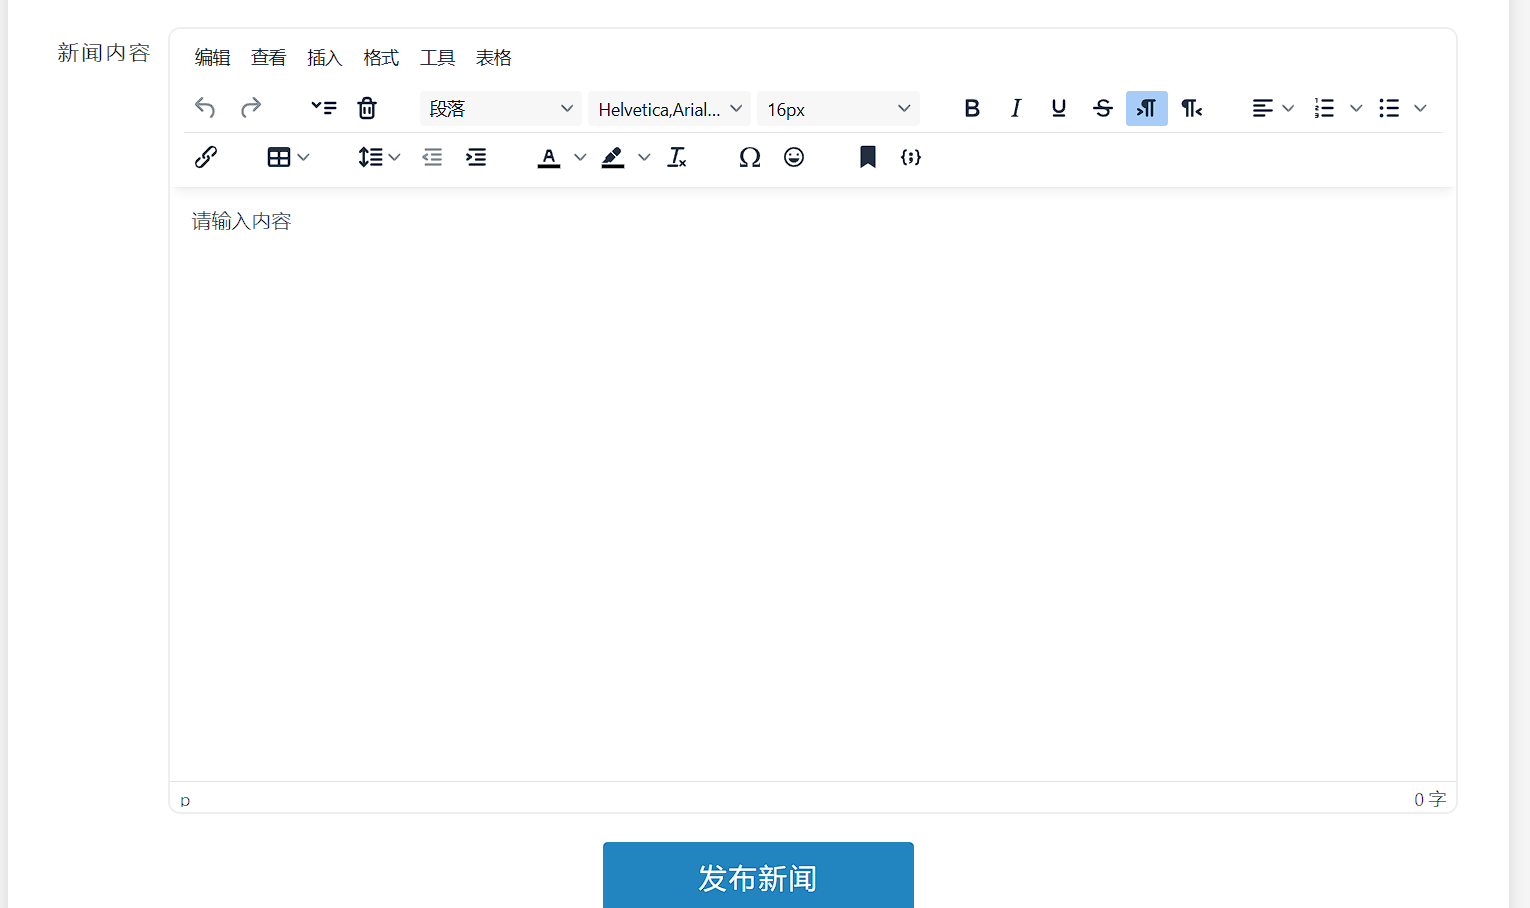 新闻内容
编辑 查看 插入 格式 工具 表格
段落 Helvetica,Arial... 16px
请输入内容
p
0 字
发布新闻